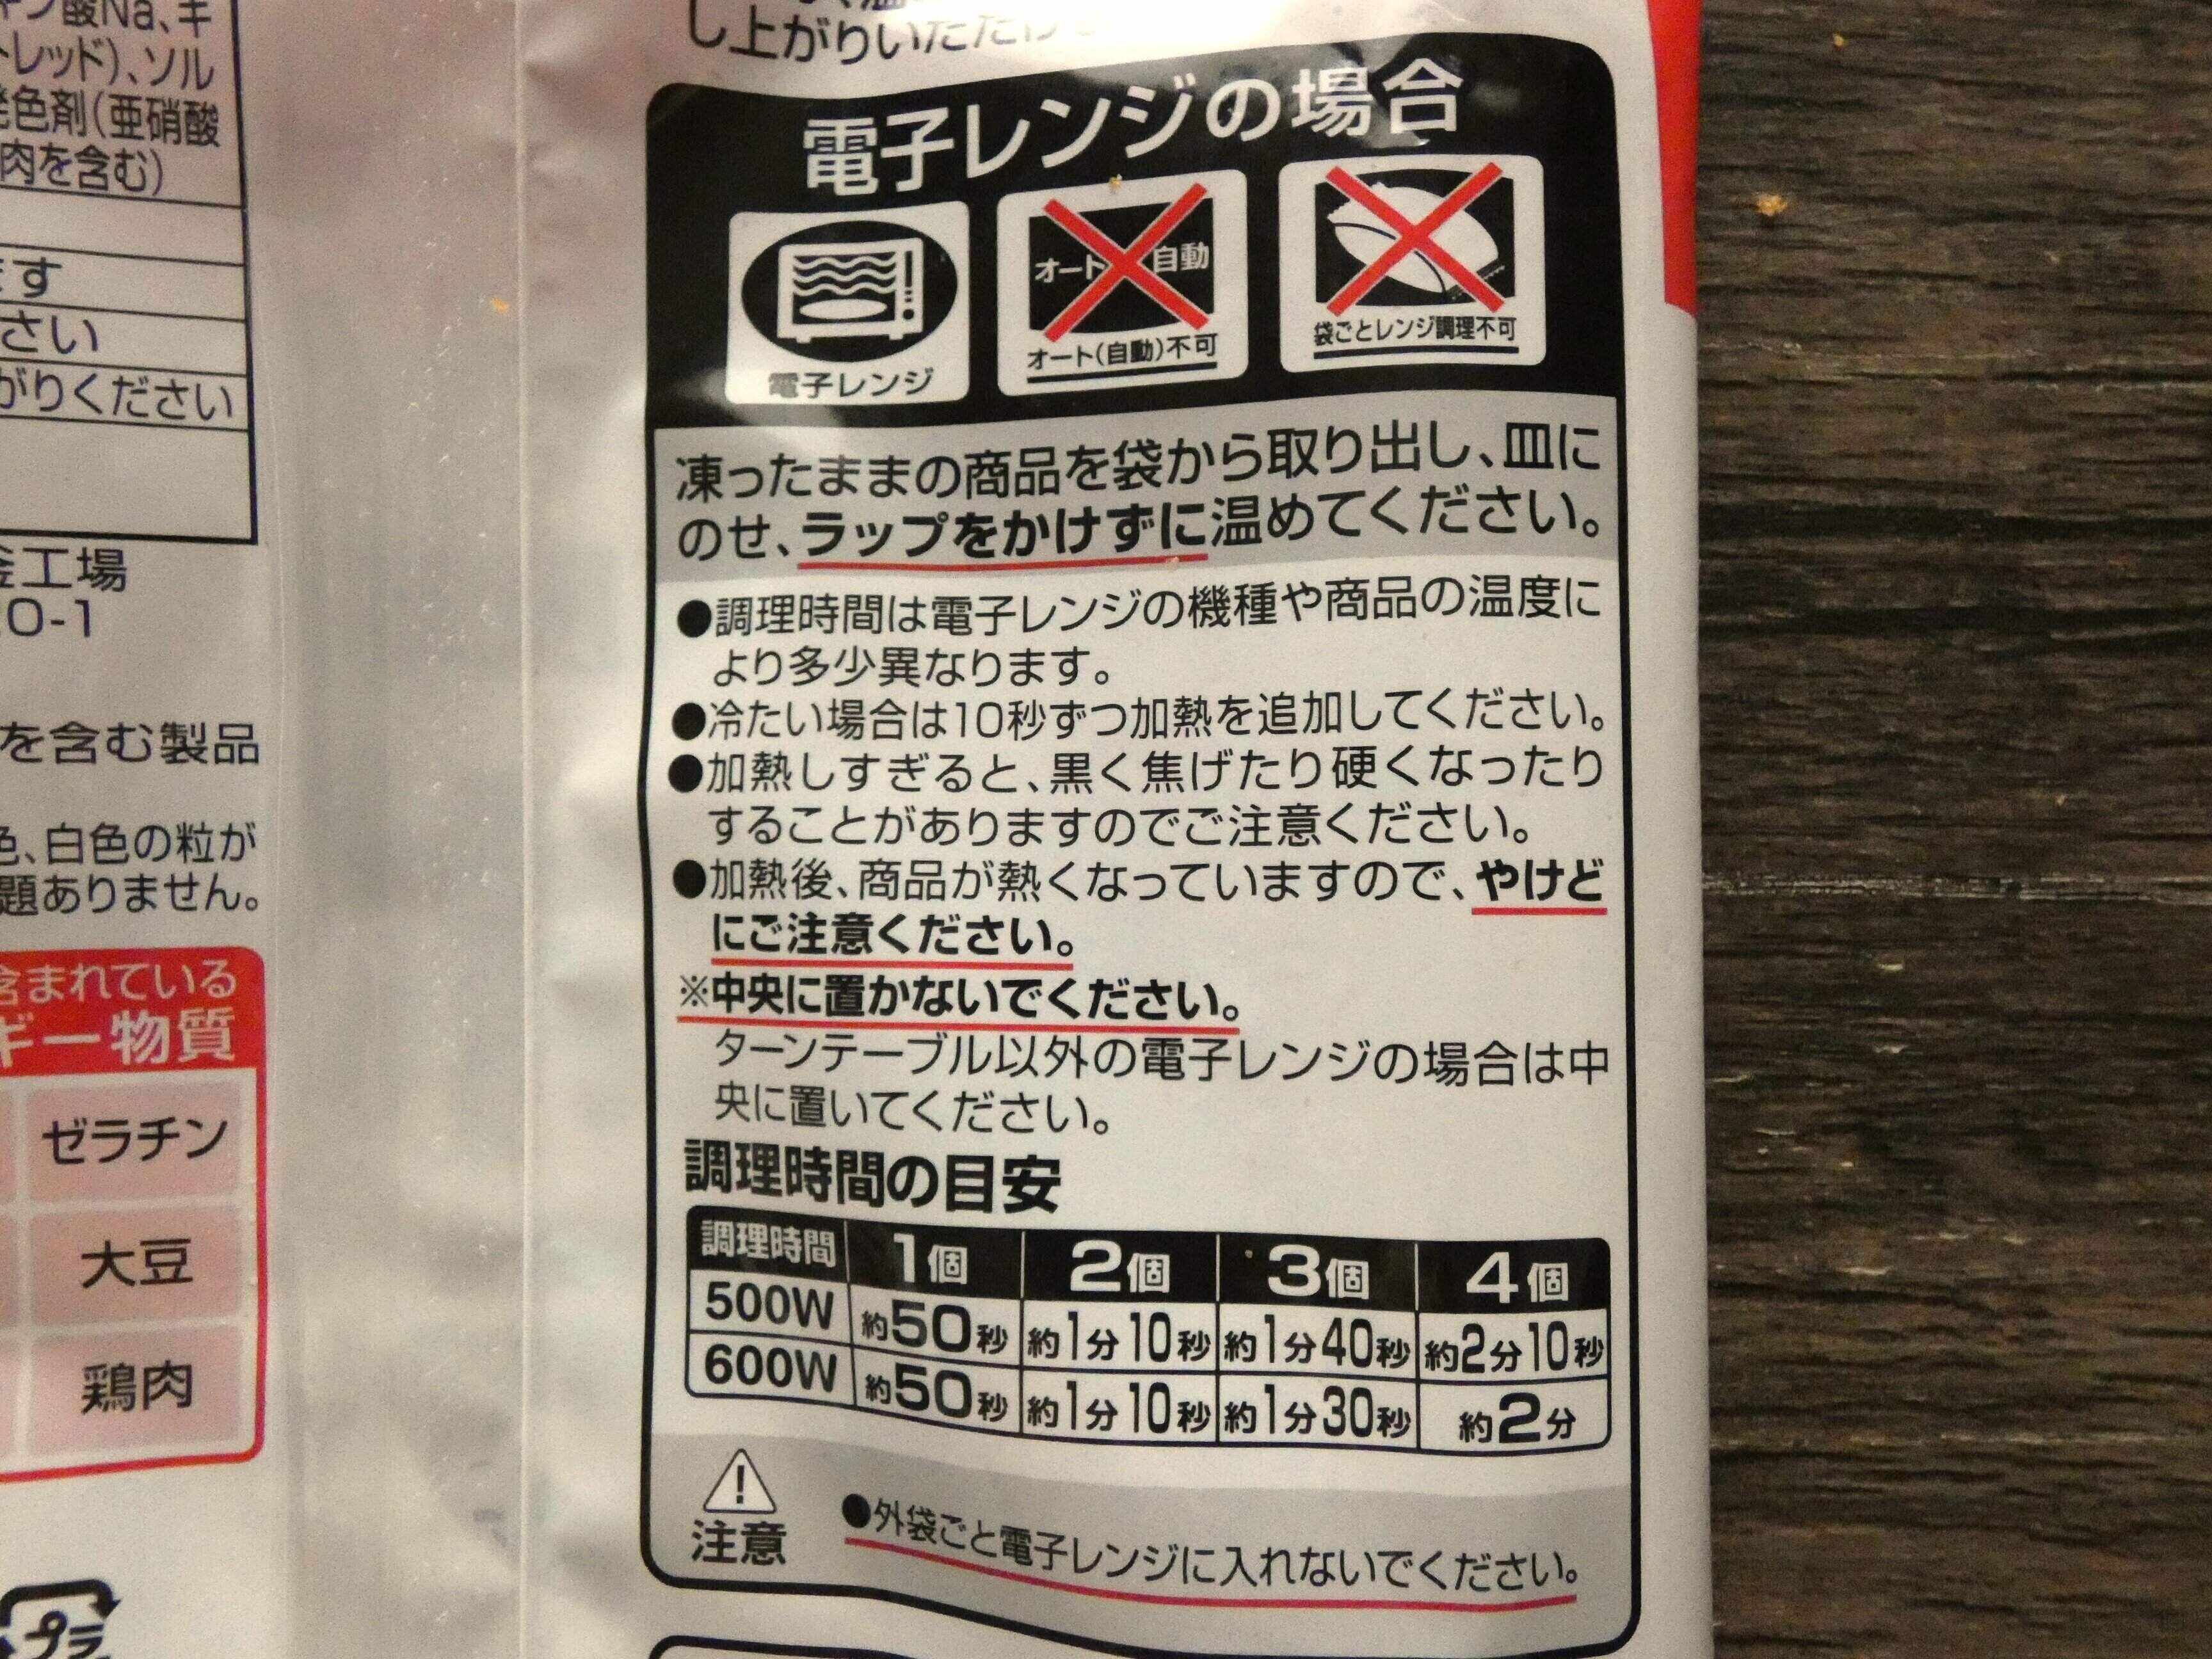 酸Na、キ
トレッド)、ソル
色剤(亜硝酸
肉を含む)
ます
さい
がりください
工場
0-1
を含む製品
色、白色の粒が
題ありません。
含まれている
ギー物質
ゼラチン
大豆
鶏肉
プラ
し上がりいただけ
電子レンジの場合
電子レンジ
オート 自動
オート(自動)不可
袋ごとレンジ調理不可
凍ったままの商品を袋から取り出し、皿に
のせ、ラップをかけずに温めてください。
●調理時間は電子レンジの機種や商品の温度に
より多少異なります。
●冷たい場合は10秒ずつ加熱を追加してください。
●加熱しすぎると、黒く焦げたり硬くなったり
することがありますのでご注意ください。
●加熱後、商品が熱くなっていますので、やけど
にご注意ください。
※中央に置かないでください。
ターンテーブル以外の電子レンジの場合は中
央に置いてください。
調理時間の目安
調理時間 1個 2個 3個 4個
500W 約50秒 約1分10秒 約1分40秒 約2分10秒
600W 約50秒 約1分10秒 約1分30秒 約2分
注意
●外袋ごと電子レンジに入れないでください。